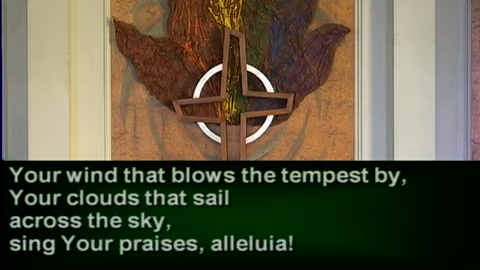 Your wind that blows the tempest by,
Your clouds that sail
across the sky,
sing Your praises, alleluia!